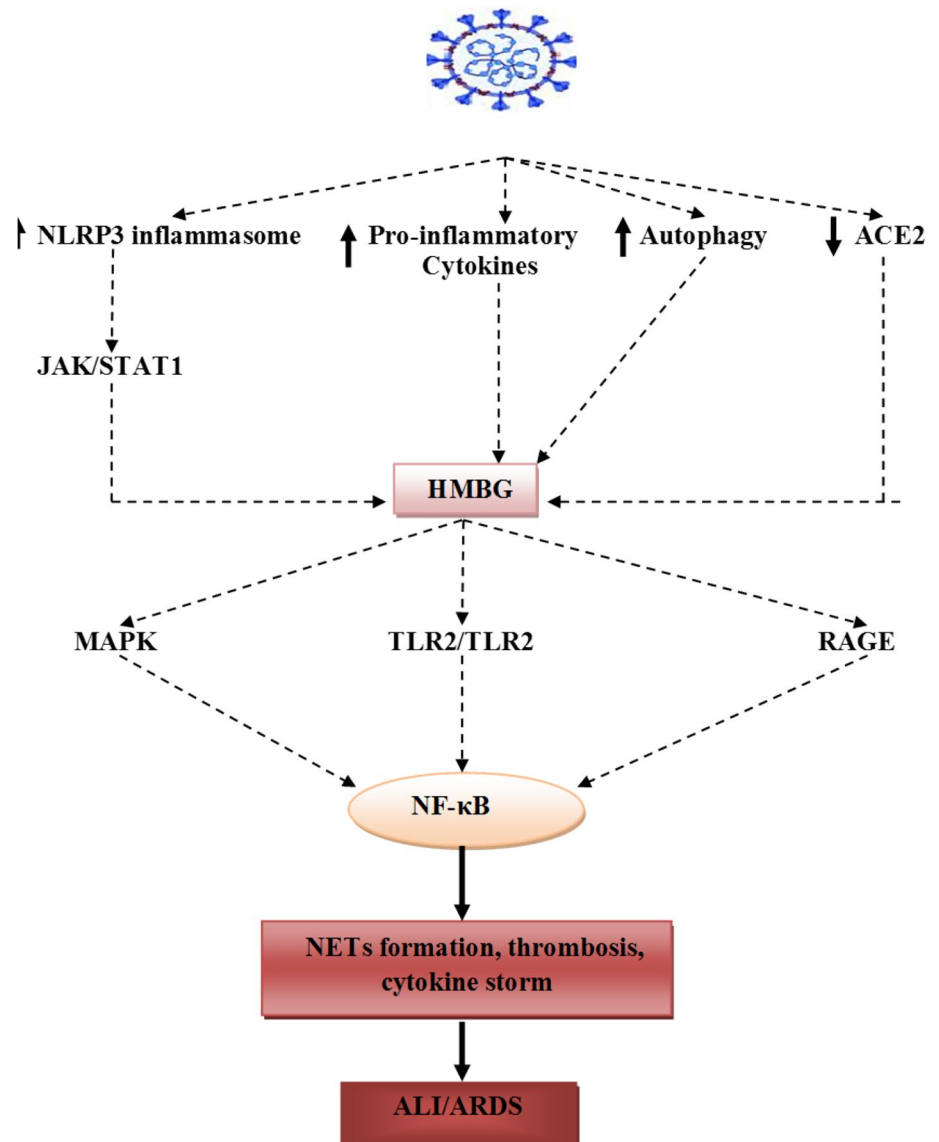 NLRP3 inflammasome
Pro-inflammatory
Cytokines
Autophagy
ACE2
JAK/STAT1
HMBG
MAPK
TLR2/TLR2
RAGE
NF-κB
NETs formation, thrombosis,
cytokine storm
ALI/ARDS